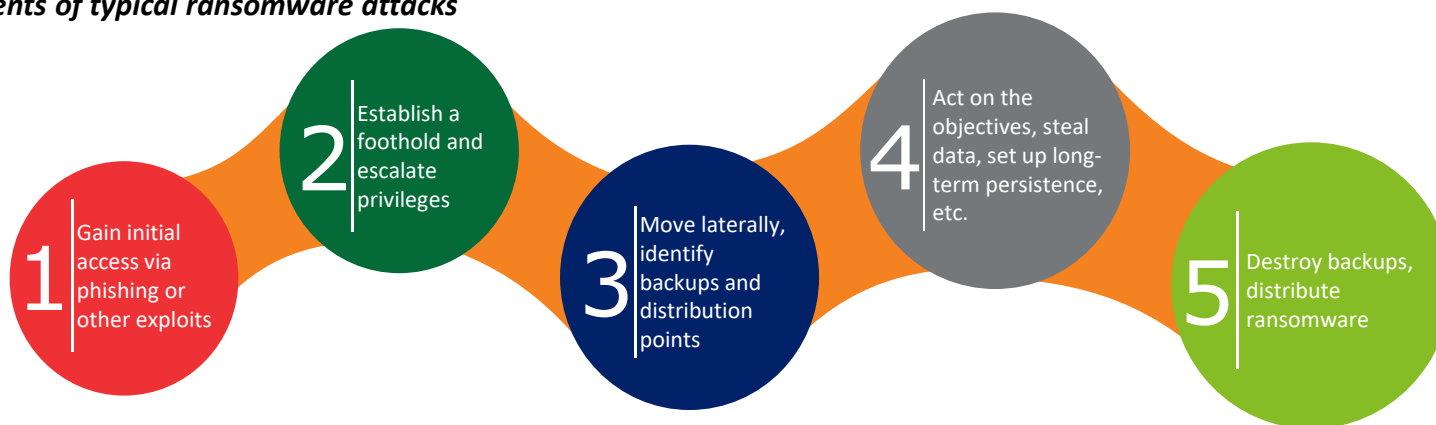 of typical ransomware attacks
1
Gain initial
access via
phishing or
other exploits
2
Establish a
foothold and
escalate
privileges
3
Move laterally,
identify
backups and
distribution
points
4
Act on the
objectives, steal
data, set up long-
term persistence,
etc.
5
Destroy backups,
distribute
ransomware